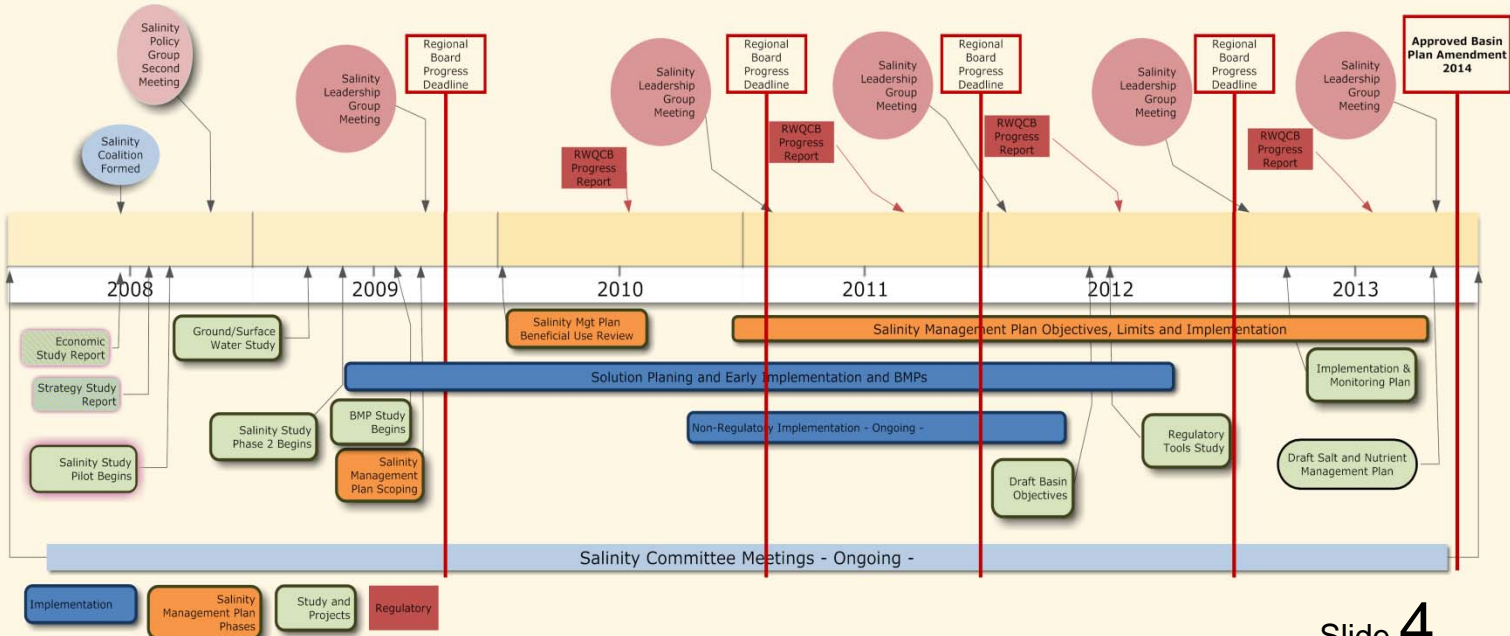 Salinity
Policy
Group
Second
Meeting
Salinity
Coalition
Formed
Salinity
Leadership
Group
Meeting
Regional
Board
Progress
Deadline
RWQCB
Progress
Report
Salinity
Leadership
Group
Meeting
Regional
Board
Progress
Deadline
RWQCB
Progress
Report
Salinity
Leadership
Group
Meeting
Regional
Board
Progress
Deadline
RWQCB
Progress
Report
Salinity
Leadership
Group
Meeting
Regional
Board
Progress
Deadline
RWQCB
Progress
Report
Salinity
Leadership
Group
Meeting
Approved Basin
Plan Amendment
2014
2008
2009
2010
2011
2012
2013
Economic
Study Report
Strategy Study
Report
Salinity Study
Pilot Begins
Ground/Surface
Water Study
Salinity Study
Phase 2 Begins
BMP Study
Begins
Salinity
Management
Plan Scoping
Salinity Mgt Plan
Beneficial Use Review
Salinity Management Plan Objectives, Limits and Implementation
Solution Planing and Early Implementation and BMPs
Non-Regulatory Implementation - Ongoing -
Draft Basin
Objectives
Regulatory
Tools Study
Implementation &
Monitoring Plan
Draft Salt and Nutrient
Management Plan
Salinity Committee Meetings - Ongoing -
Implementation
Salinity
Management Plan
Phases
Study and
Projects
Regulatory
Slide 4